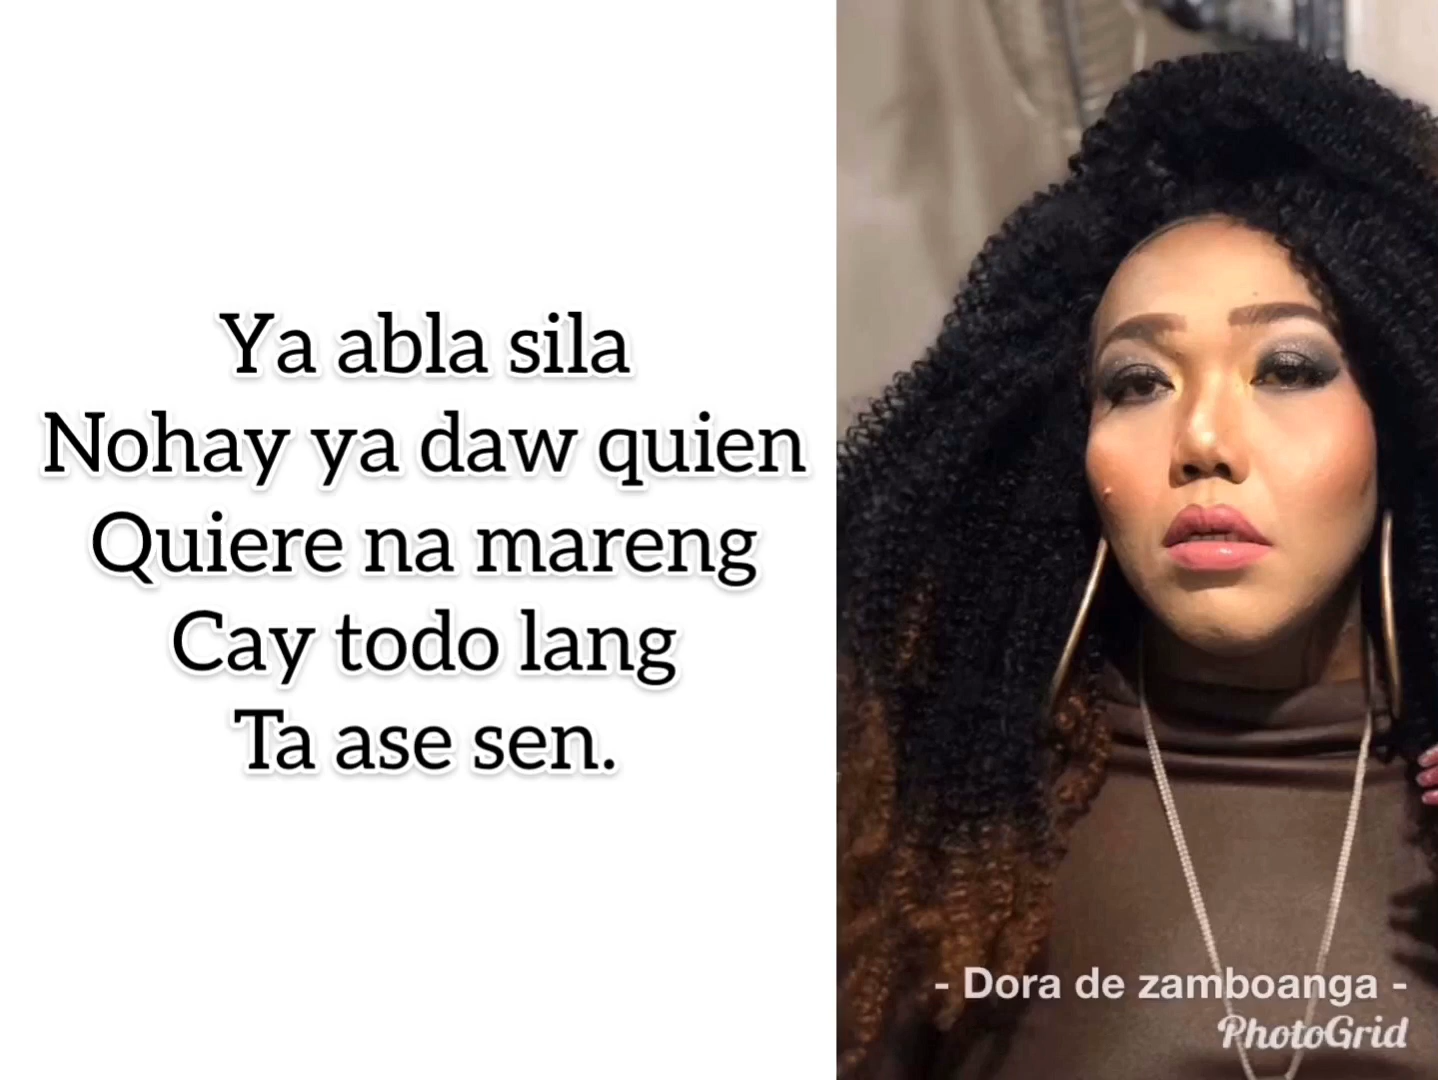 Ya abla sila
Nohay ya daw quien
Quiere na mareng
Cay todo lang
Ta ase sen.
- Dora de zamboanga -
PhotoGrid